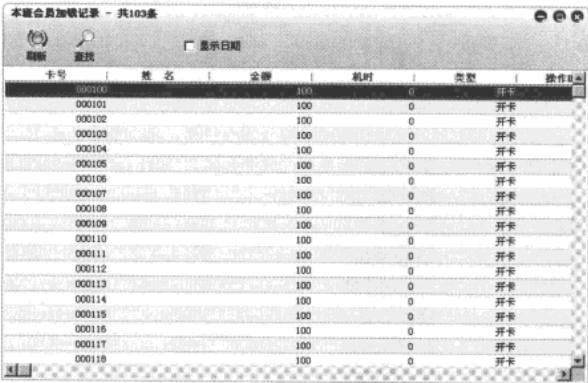 本班会员加钱记录 - 共103条
刷新 查找 显示日期
卡号 姓 名 金额 机时 类型 操作
000100 100 0 开卡
000101 100 0 开卡
000102 100 0 开卡
000103 100 0 开卡
000104 100 0 开卡
000105 100 0 开卡
000106 100 0 开卡
000107 100 0 开卡
000108 100 0 开卡
000109 100 0 开卡
000110 100 0 开卡
000111 100 0 开卡
000112 100 0 开卡
000113 100 0 开卡
000114 100 0 开卡
000115 100 0 开卡
000116 100 0 开卡
000117 100 0 开卡
000118 100 0 开卡